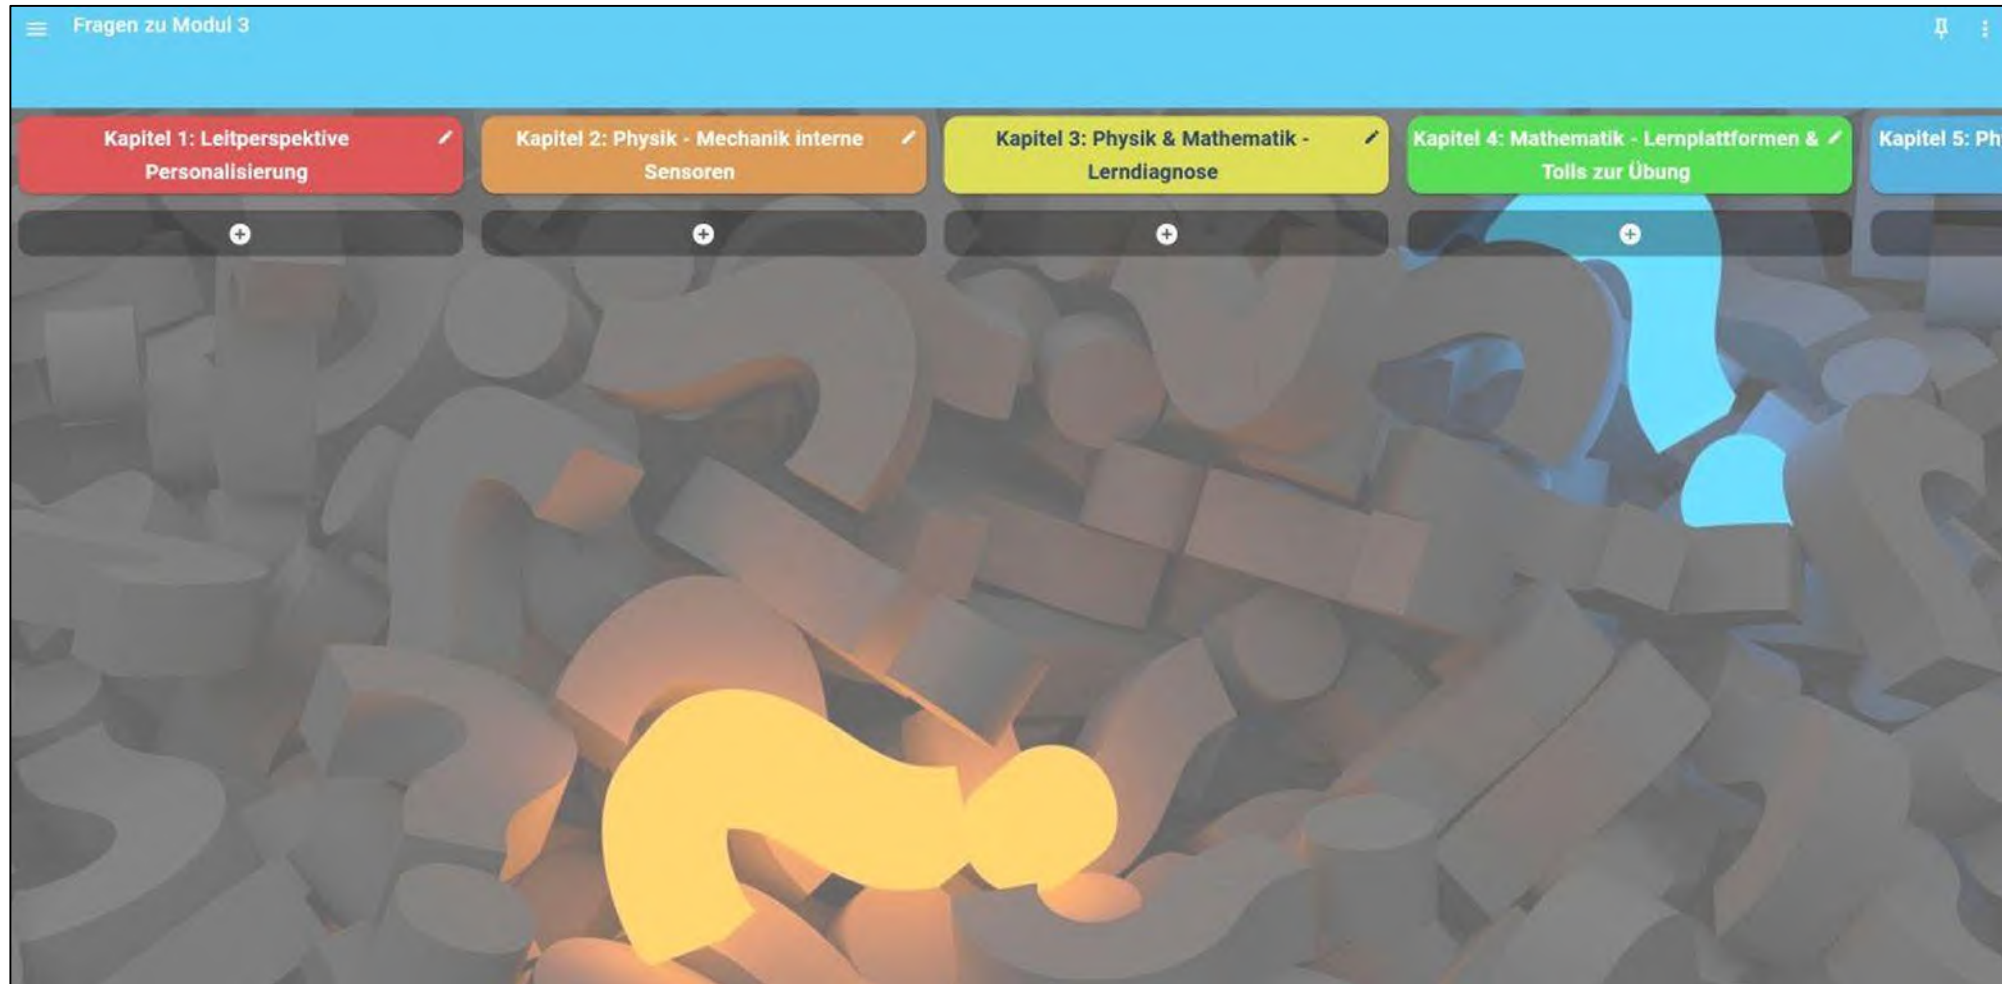 Fragen zu Modul 3
Kapitel 1: Leitperspektive
Personalisierung
Kapitel 2: Physik - Mechanik interne
Sensoren
Kapitel 3: Physik & Mathematik -
Lerndiagnose
Kapitel 4: Mathematik - Lernplattformen &
Tolls zur Übung
Kapitel 5: Ph